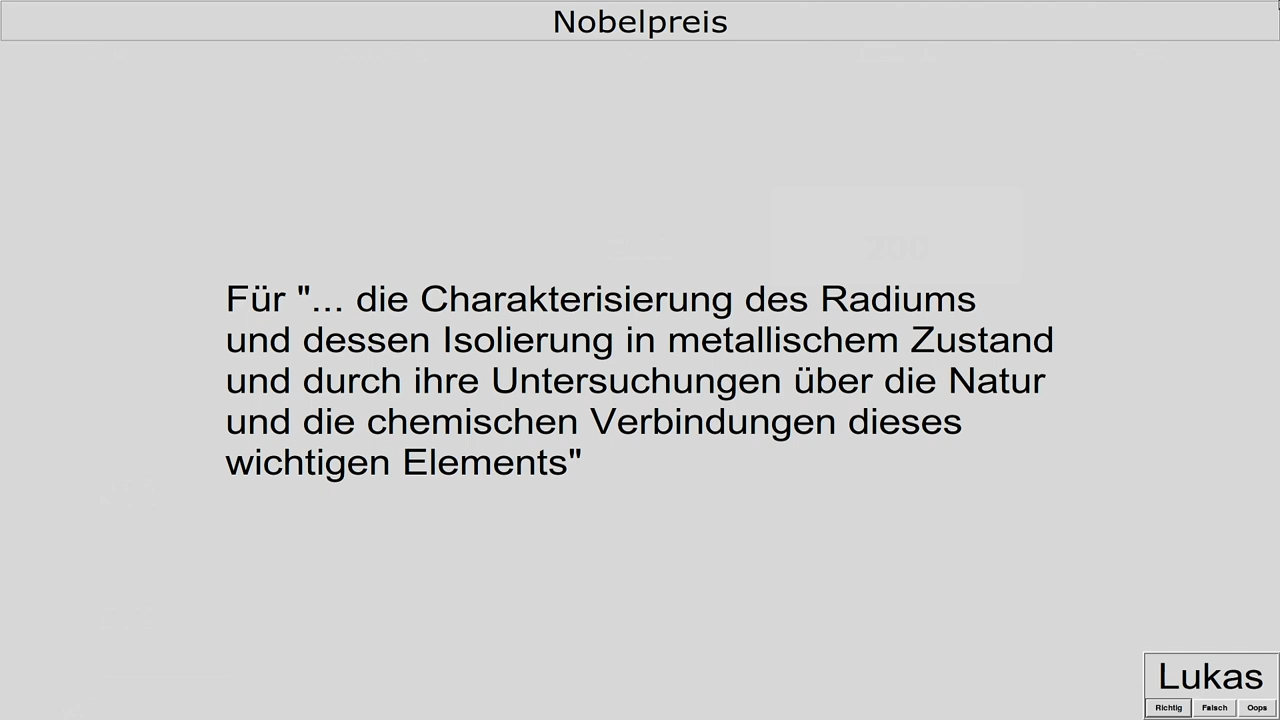 Nobelpreis
Für "... die Charakterisierung des Radiums
und dessen Isolierung in metallischem Zustand
und durch ihre Untersuchungen über die Natur
und die chemischen Verbindungen dieses
wichtigen Elements"
200
Lukas
Richtig Falsch Oops